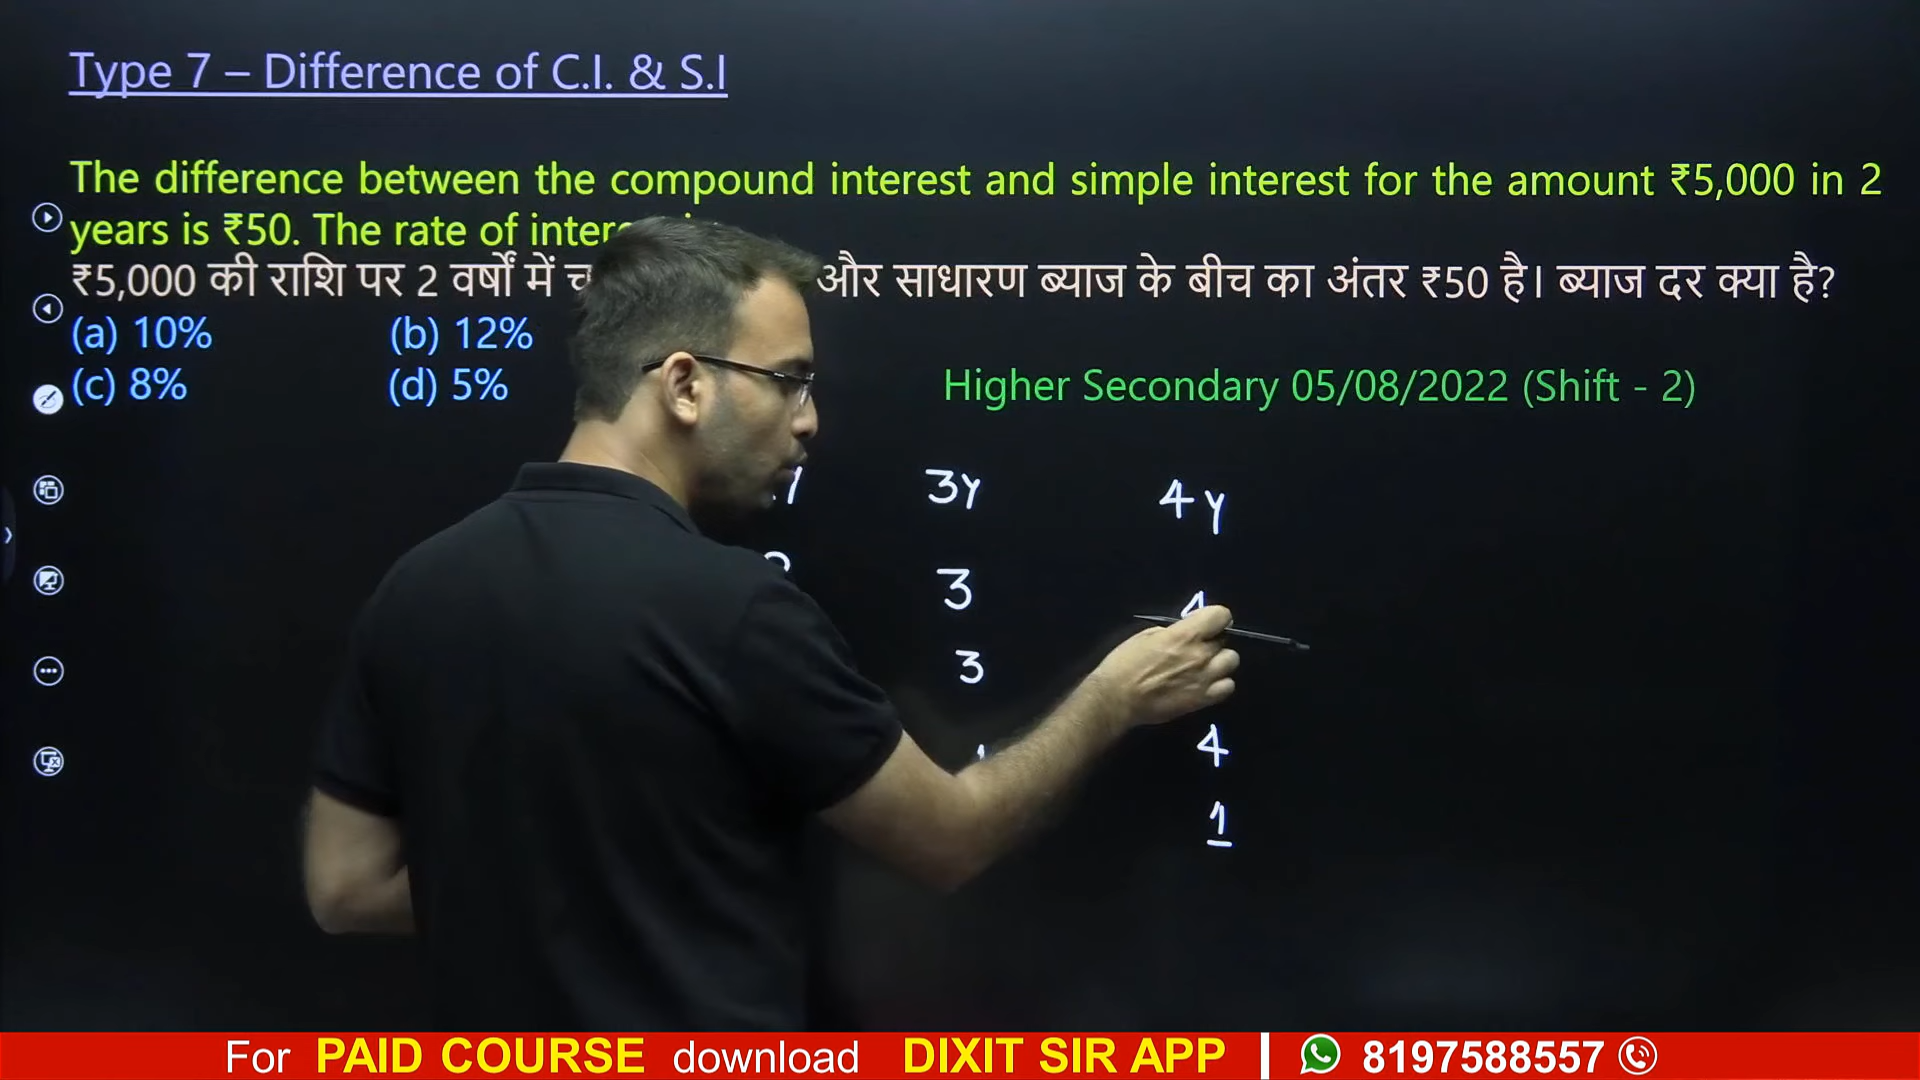 Type 7 – Difference of C.I. & S.I
The difference between the compound interest and simple interest for the amount ₹5,000 in 2
years is ₹50. The rate of
₹5,000 की राशि पर 2 वर्षों में और साधारण ब्याज के बीच का अंतर ₹50 है। ब्याज दर क्या है?
(a) 10% (b) 12%
(c) 8% (d) 5%
Higher Secondary 05/08/2022 (Shift - 2)
3y 4y
3 4
3
4
1
For PAID COURSE download DIXIT SIR APP | 8197588557